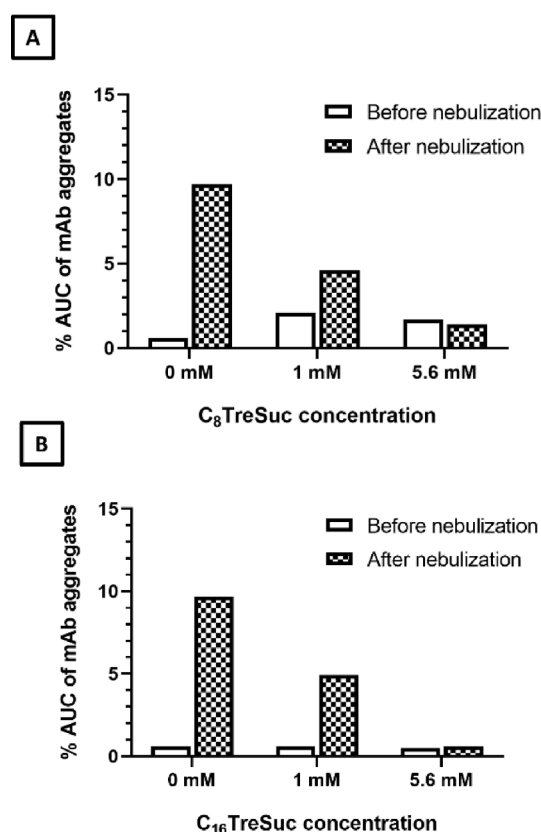 A
15
Before nebulization
After nebulization
10
5
0
% AUC of mAb aggregates
0 mM 1 mM 5.6 mM
C₈TreSuc concentration
B
15
Before nebulization
After nebulization
10
5
0
% AUC of mAb aggregates
0 mM 1 mM 5.6 mM
C₁₆TreSuc concentration